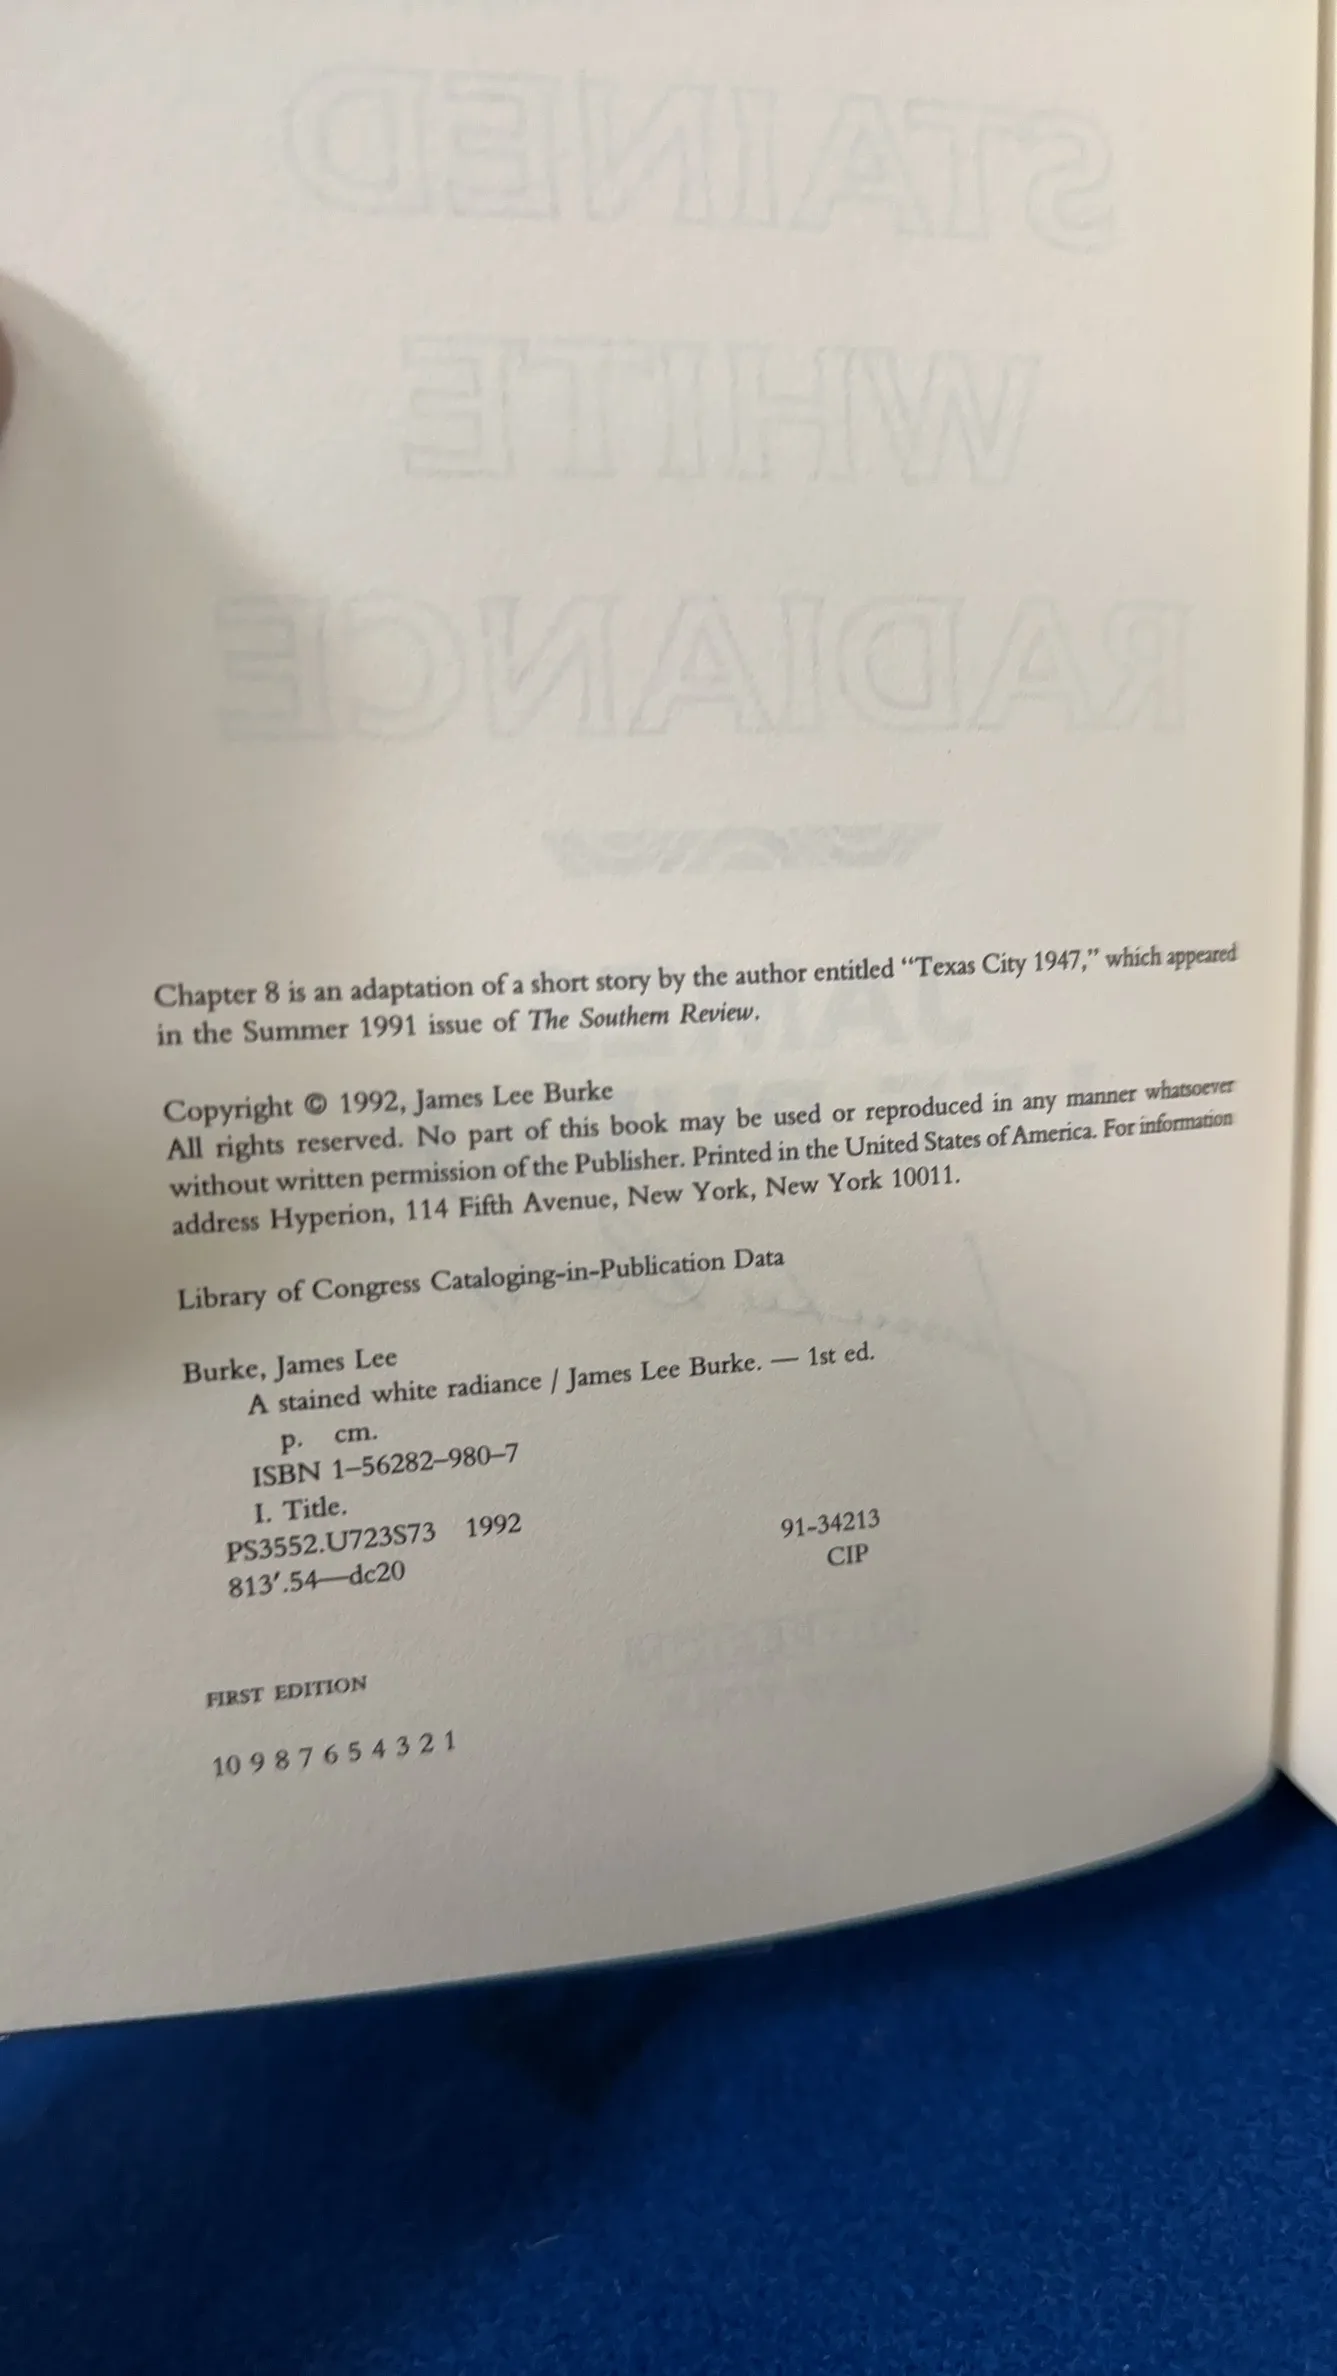 STAINED
WHITE
RADIANCE
Chapter 8 is an adaptation of a short story by the author entitled “Texas City 1947,” which appeared
in the Summer 1991 issue of The Southern Review.
Copyright © 1992, James Lee Burke
All rights reserved. No part of this book may be used or reproduced in any manner whatsoever
without written permission of the Publisher. Printed in the United States of America. For information
address Hyperion, 114 Fifth Avenue, New York, New York 10011.
Library of Congress Cataloging-in-Publication Data
Burke, James Lee
A stained white radiance / James Lee Burke. — 1st ed.
p. cm.
ISBN 1–56282–980–7
I. Title.
PS3552.U723S73 1992 91-34213
813′.54—dc20 CIP
FIRST EDITION
10 9 8 7 6 5 4 3 2 1